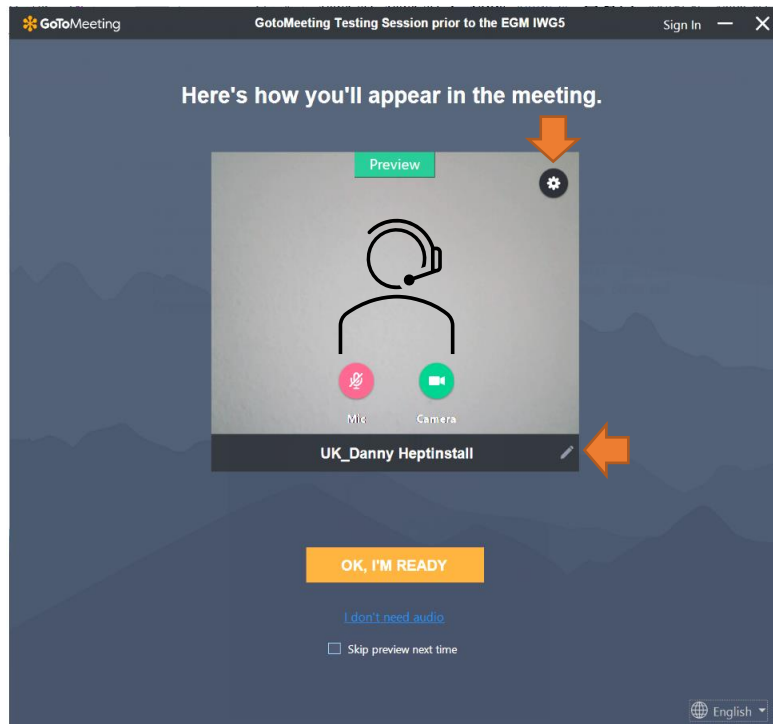 GoToMeeting
GotoMeeting Testing Session prior to the EGM IWG5
Sign In
Here's how you'll appear in the meeting.
Preview
Mic
Camera
UK_Danny Heptinstall
OK, I'M READY
I don't need audio
Skip preview next time
English